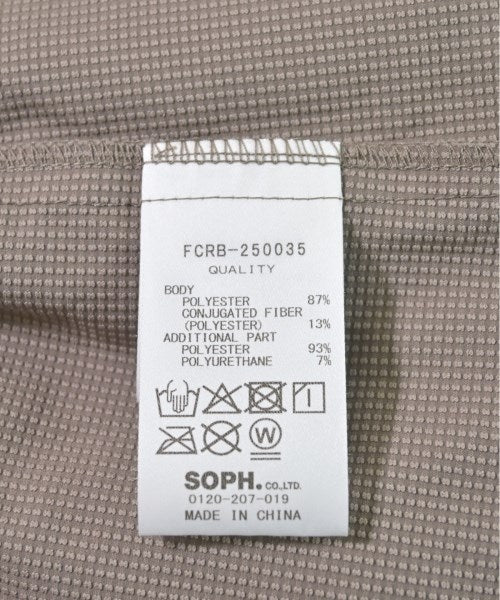 FCRB-250035
QUALITY
BODY
POLYESTER 87%
CONJUGATED FIBER
(POLYESTER) 13%
ADDITIONAL PART
POLYESTER 93%
POLYURETHANE 7%
W
SOPH. CO.,LTD.
0120-207-019
MADE IN CHINA